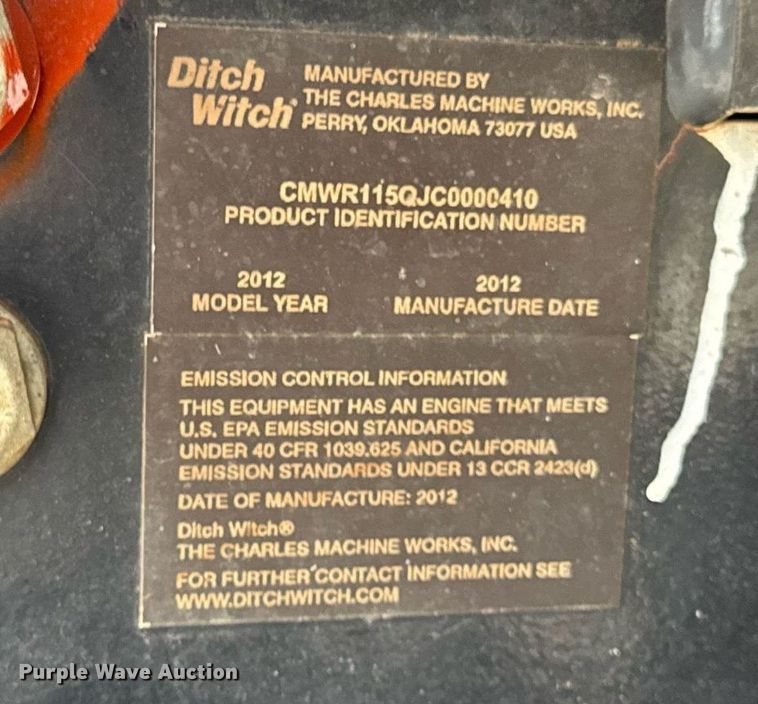 Ditch
Witch®
MANUFACTURED BY
THE CHARLES MACHINE WORKS, INC.
PERRY, OKLAHOMA 73077 USA
CMWR115QJC0000410
PRODUCT IDENTIFICATION NUMBER
2012
MODEL YEAR
2012
MANUFACTURE DATE
EMISSION CONTROL INFORMATION
THIS EQUIPMENT HAS AN ENGINE THAT MEETS
U.S. EPA EMISSION STANDARDS
UNDER 40 CFR 1039.625 AND CALIFORNIA
EMISSION STANDARDS UNDER 13 CCR 2423(d)
DATE OF MANUFACTURE: 2012
Ditch Witch®
THE CHARLES MACHINE WORKS, INC.
FOR FURTHER CONTACT INFORMATION SEE
WWW.DITCHWITCH.COM
Purple Wave Auction